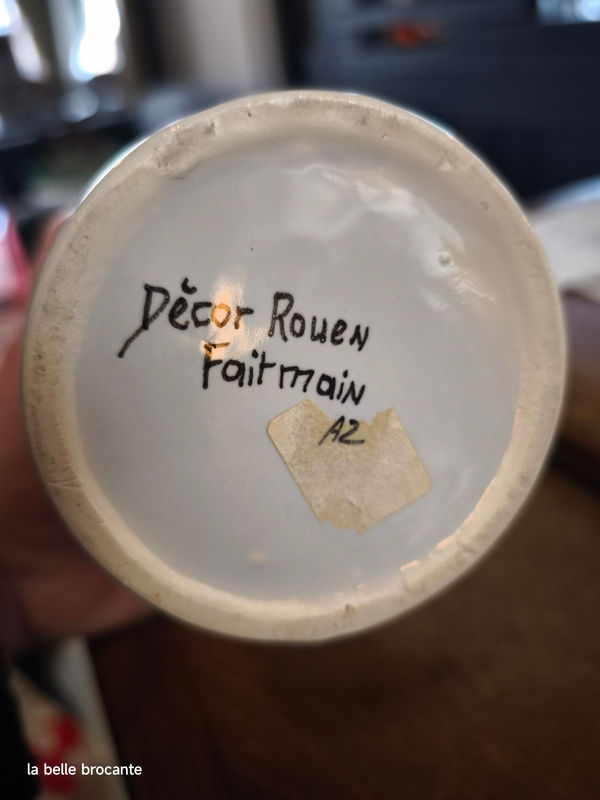 Décor Rouen
Fait main
A2
la belle brocante